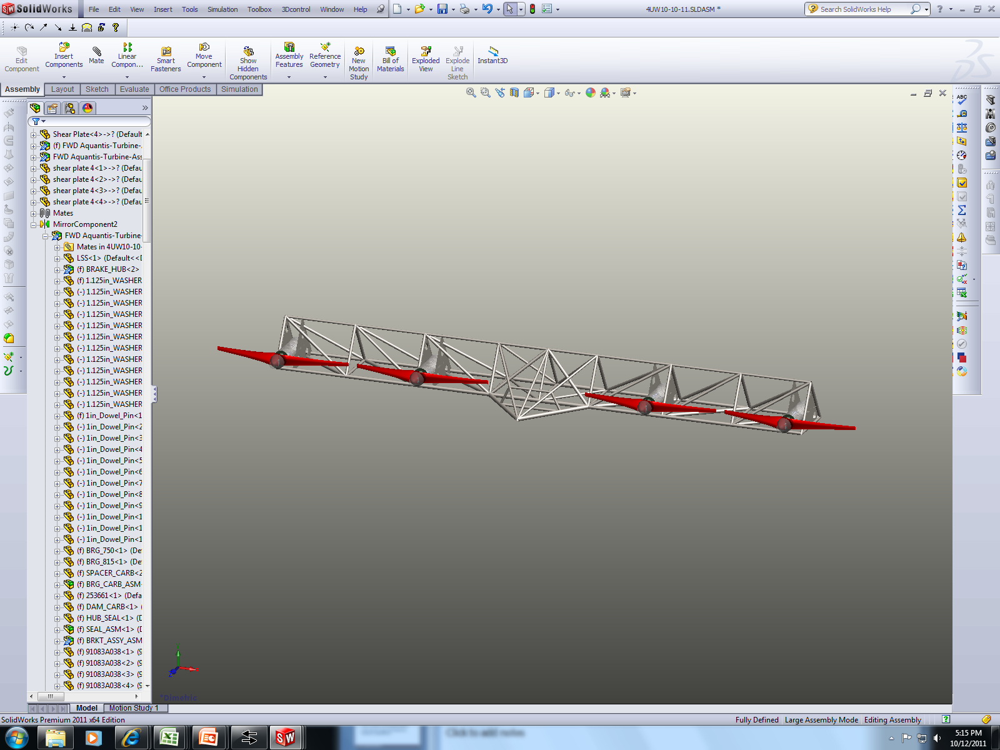 SolidWorks
File Edit View Insert Tools Simulation Toolbox 3Dcontrol Window Help
4UW10-10-11.SLDASM *
Search SolidWorks Help
Edit Component
Insert Components
Mate
Linear Compon...
Smart Fasteners
Move Component
Show Hidden Components
Assembly Features
Reference Geometry
New Motion Study
Bill of Materials
Exploded View
Explode Line Sketch
Instant3D
Assembly Layout Sketch Evaluate Office Products Simulation
Shear Plate<4>->? (Default
(f) FWD Aquantis-Turbine-
FWD Aquantis-Turbine-Ass
shear plate 4<1>->? (Defau
shear plate 4<2>->? (Defau
shear plate 4<3>->? (Defau
shear plate 4<4>->? (Defau
Mates
MirrorComponent2
FWD Aquantis-Turbine
Mates in 4UW10-10-
LSS<1> (Default<<D
(f) BRAKE_HUB<2>
(f) 1.125in_WASHER
(-) 1.125in_WASHER
(-) 1.125in_WASHER
(-) 1.125in_WASHER
(-) 1.125in_WASHER
(-) 1.125in_WASHER
(-) 1.125in_WASHER
(-) 1.125in_WASHER
(-) 1.125in_WASHER
(-) 1.125in_WASHER
(-) 1.125in_WASHER
(-) 1.125in_WASHER
(f) 1in_Dowel_Pin<1
(-) 1in_Dowel_Pin<2
(-) 1in_Dowel_Pin<3
(-) 1in_Dowel_Pin<4
(-) 1in_Dowel_Pin<5
(-) 1in_Dowel_Pin<6
(-) 1in_Dowel_Pin<7
(-) 1in_Dowel_Pin<8
(-) 1in_Dowel_Pin<9
(-) 1in_Dowel_Pin<1
(-) 1in_Dowel_Pin<1
(-) 1in_Dowel_Pin<1
(f) BRG_750<1> (De
(f) BRG_815<1> (De
(f) SPACER_CARB<2
(f) BRG_CARB_ASM
(f) 253661<1> (Defa
(f) DAM_CARB<1> (
(f) HUB_SEAL<1> (D
(f) SEAL_ASM<1> (D
(f) BRKT_ASSY_ASM
(f) 91083A038<1> (9
(f) 91083A038<2> (9
(f) 91083A038<3> (9
(f) 91083A038<4> (9
*Dimetric
Model Motion Study 1
SolidWorks Premium 2011 x64 Edition
Fully Defined Large Assembly Mode Editing Assembly
Click to add notes
5:15 PM
10/12/2011
ABC